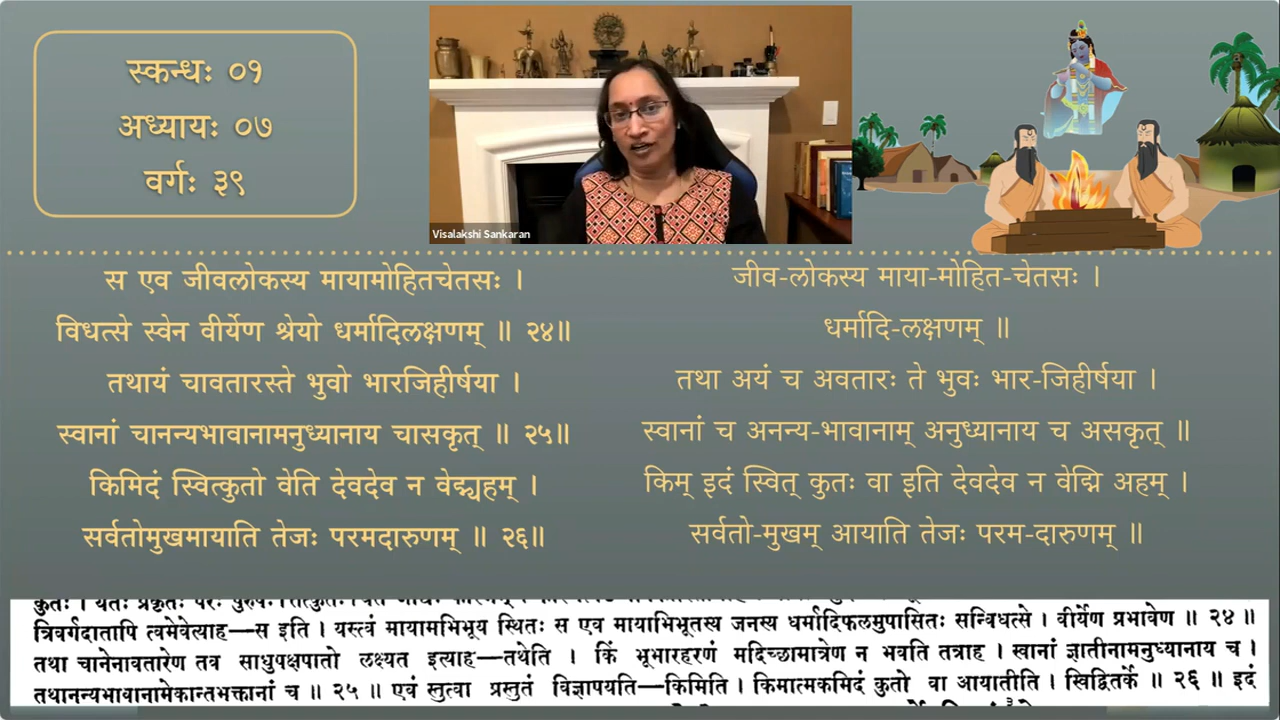 स्कन्धः ०१
अध्यायः ०७
वर्गः ३९
Visalakshi Sankaran
स एव जीवलोकस्य मायामोहितचेतसः ।
विधत्से स्वेन वीर्येण श्रेयो धर्मादिलक्षणम् ॥ २४॥
तथायं चावतारस्ते भुवो भारजिहीर्षया ।
स्वानां चानन्यभावानामनुध्यानाय चासकृत् ॥ २५॥
किमिदं स्वित्कुतो वेति देवदेव न वेद्म्यहम् ।
सर्वतोमुखमायाति तेजः परमदारुणम् ॥ २६॥
जीव-लोकस्य माया-मोहित-चेतसः ।
धर्मादि-लक्षणम् ॥
तथा अयं च अवतारः ते भुवः भार-जिहीर्षया ।
स्वानां च अनन्य-भावानाम् अनुध्यानाय च असकृत् ॥
किम् इदं स्वित् कुतः वा इति देवदेव न वेद्मि अहम् ।
सर्वतो-मुखम् आयाति तेजः परम-दारुणम् ॥
त्रिवर्गदातापि त्वमेवेत्याह—स इति । यस्त्वं मायामभिभूय स्थितः स एव मायाभिभूतस्य जनस्य धर्मादिफलमुपासितः सन्विधत्से । वीर्येण प्रभावेण ॥ २४ ॥
तथा चानेनावतारेण तव साधुपक्षपातो लक्ष्यत इत्याह—तथेति । किं भूभारहरणं मदिच्छामात्रेण न भवति तत्राह । स्वानां ज्ञातीनामनुध्यानाय च ।
तथानन्यभावानामेकान्तभक्तानां च ॥ २५ ॥ एवं स्तुत्वा प्रस्तुतं विज्ञापयति—किमिति । किमात्मकमिदं कुतो वा आयातीति । स्विद्वितर्के ॥ २६ ॥ इदं